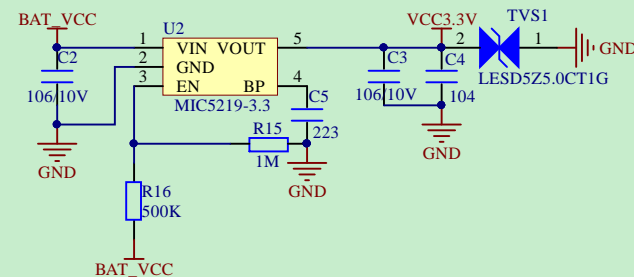 BAT_VCC
U2
VCC3.3V
TVS1
1
VIN
VOUT
5
2
1
GND
C2
2
GND
C3
C4
LESD5Z5.0CT1G
3
EN
BP
4
106/10V
MIC5219-3.3
C5
106/10V
104
R15
223
GND
1M
GND
GND
R16
500K
BAT_VCC